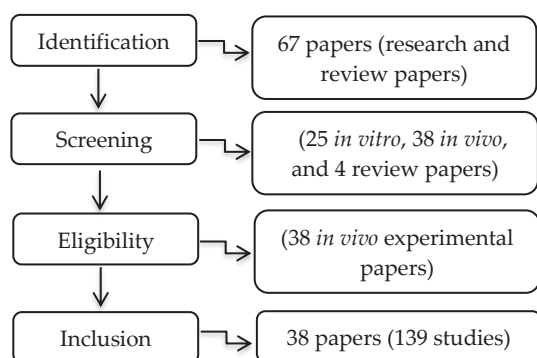 Identification
67 papers (research and
review papers)
Screening
(25 in vitro, 38 in vivo,
and 4 review papers)
Eligibility
(38 in vivo experimental
papers)
Inclusion
38 papers (139 studies)